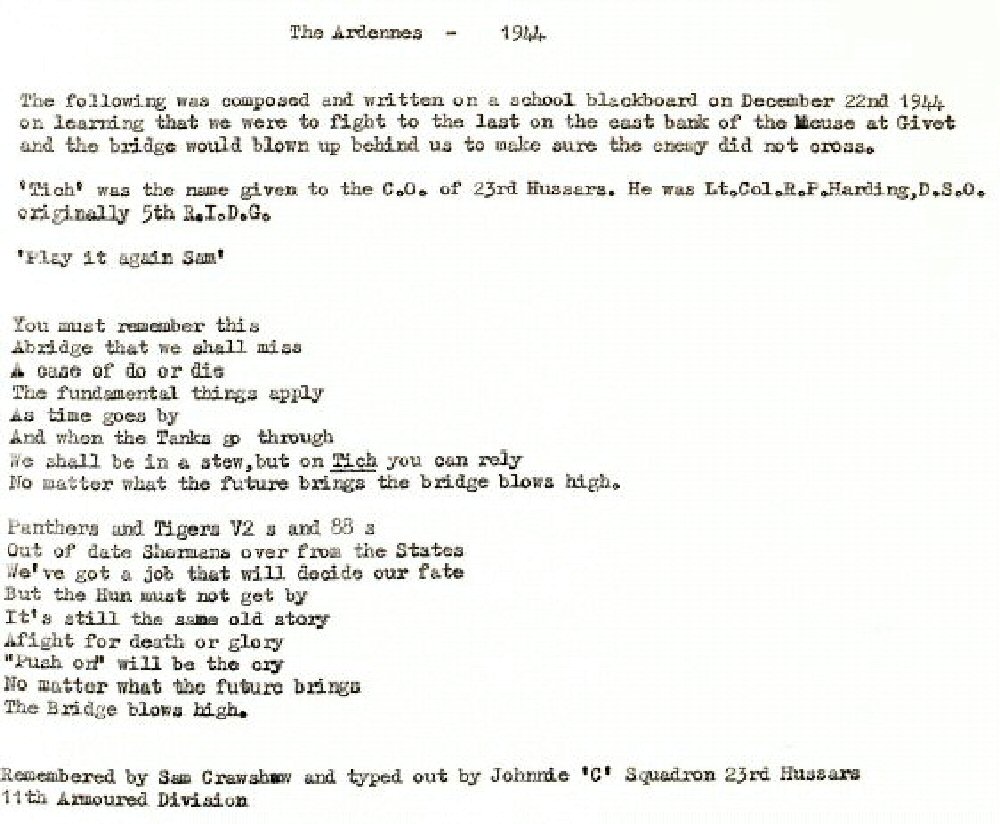 The Ardennes - 1944
The following was composed and written on a school blackboard on December 22nd 1944
on learning that we were to fight to the last on the east bank of the Meuse at Givet
and the bridge would blown up behind us to make sure the enemy did not cross.
'Tich' was the name given to the C.O. of 23rd Hussars. He was Lt.Col.R.P.Harding,D.S.O.
originally 5th R.I.D.G.
'Play it again Sam'
You must remember this
Abridge that we shall miss
A case of do or die
The fundamental things apply
As time goes by
And when the Tanks go through
We shall be in a stew,but on Tich you can rely
No matter what the future brings the bridge blows high.
Panthers and Tigers V2 s and 88 s
Out of date Shermans over from the States
We've got a job that will decide our fate
But the Hun must not get by
It's still the same old story
Afight for death or glory
"Push on" will be the cry
No matter what the future brings
The Bridge blows high.
Remembered by Sam Crawshaw and typed out by Johnnie 'C' Squadron 23rd Hussars
11th Armoured Division